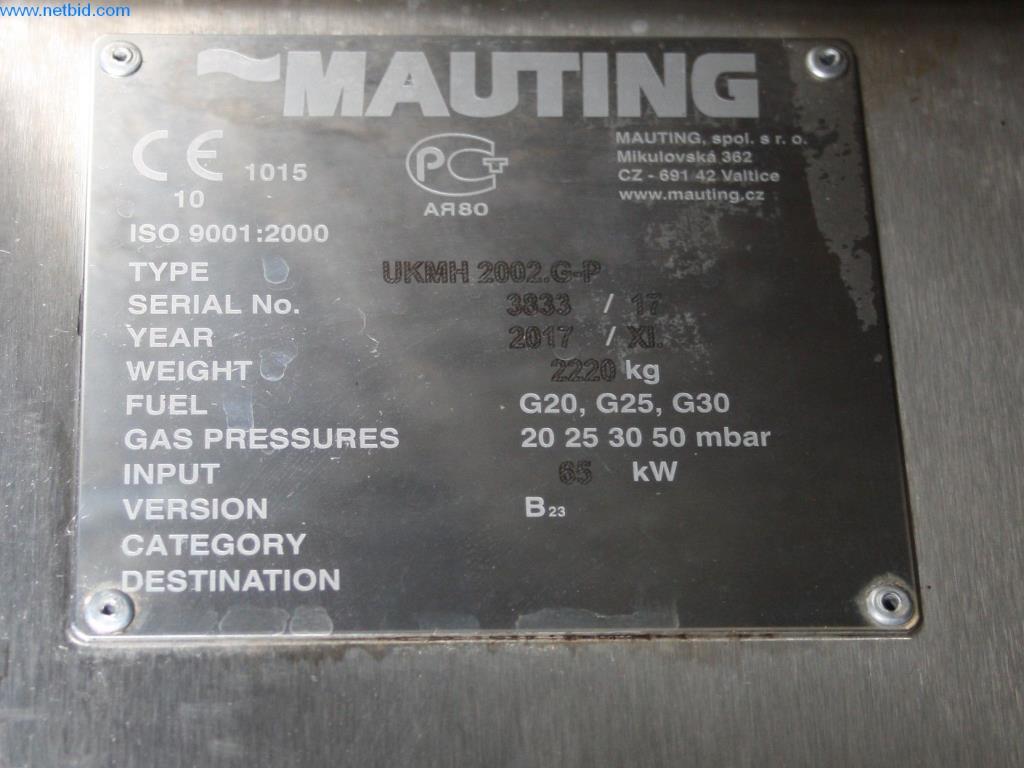 www.netbid.com
MAUTING
CE 1015
10
PCT
АЯ80
MAUTING, spol. s r. o.
Mikulovská 362
CZ - 691 42 Valtice
www.mauting.cz
ISO 9001:2000
TYPE UKMH 2002.G-P
SERIAL No. 3833 / 17
YEAR 2017 / XI.
WEIGHT 2220 kg
FUEL G20, G25, G30
GAS PRESSURES 20 25 30 50 mbar
INPUT 65 kW
VERSION B23
CATEGORY
DESTINATION